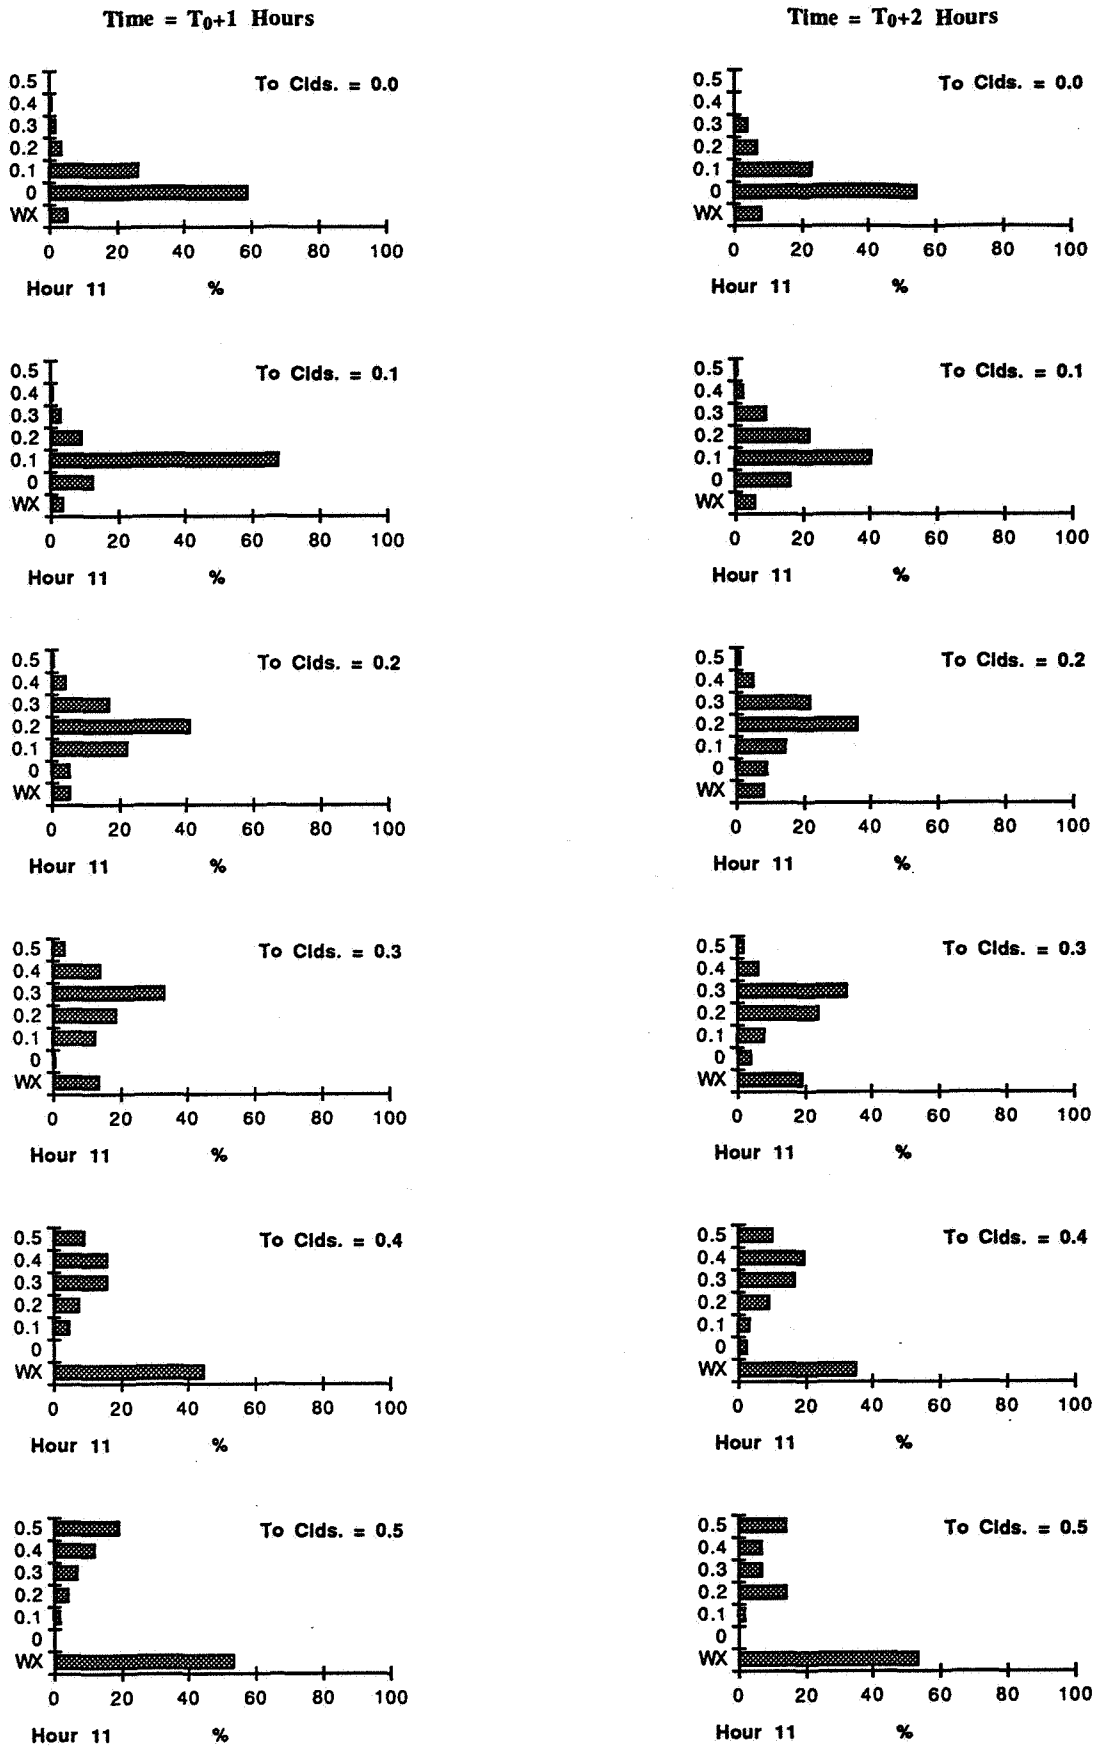 Time = T0+1 Hours
Time = T0+2 Hours
To Clds. = 0.0
0.5
0.4
0.3
0.2
0.1
0
WX
0 20 40 60 80 100
Hour 11 %
To Clds. = 0.0
0.5
0.4
0.3
0.2
0.1
0
WX
0 20 40 60 80 100
Hour 11 %
To Clds. = 0.1
0.5
0.4
0.3
0.2
0.1
0
WX
0 20 40 60 80 100
Hour 11 %
To Clds. = 0.1
0.5
0.4
0.3
0.2
0.1
0
WX
0 20 40 60 80 100
Hour 11 %
To Clds. = 0.2
0.5
0.4
0.3
0.2
0.1
0
WX
0 20 40 60 80 100
Hour 11 %
To Clds. = 0.2
0.5
0.4
0.3
0.2
0.1
0
WX
0 20 40 60 80 100
Hour 11 %
To Clds. = 0.3
0.5
0.4
0.3
0.2
0.1
0
WX
0 20 40 60 80 100
Hour 11 %
To Clds. = 0.3
0.5
0.4
0.3
0.2
0.1
0
WX
0 20 40 60 80 100
Hour 11 %
To Clds. = 0.4
0.5
0.4
0.3
0.2
0.1
0
WX
0 20 40 60 80 100
Hour 11 %
To Clds. = 0.4
0.5
0.4
0.3
0.2
0.1
0
WX
0 20 40 60 80 100
Hour 11 %
To Clds. = 0.5
0.5
0.4
0.3
0.2
0.1
0
WX
0 20 40 60 80 100
Hour 11 %
To Clds. = 0.5
0.5
0.4
0.3
0.2
0.1
0
WX
0 20 40 60 80 100
Hour 11 %